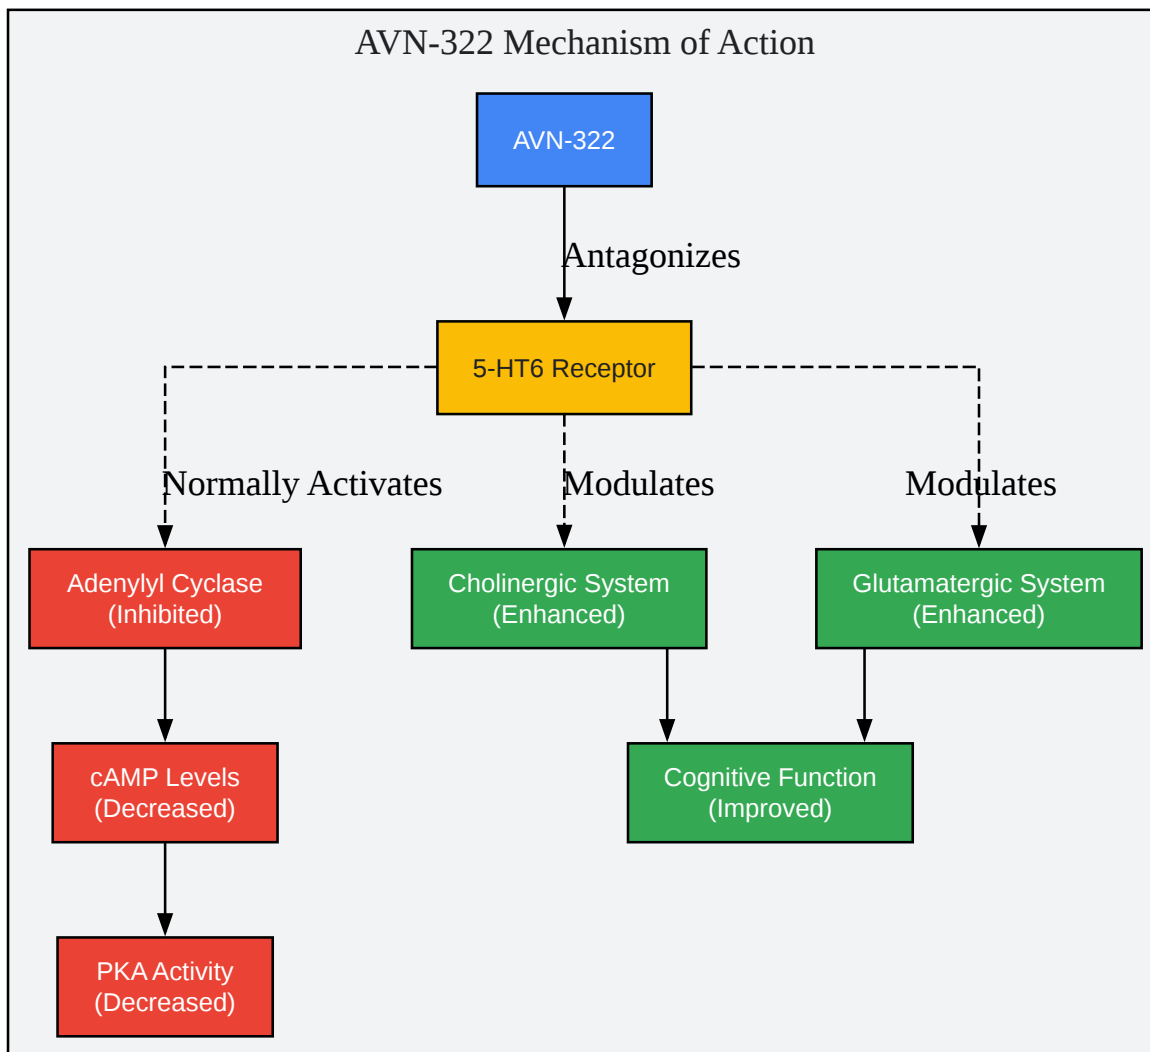 AVN-322 Mechanism of Action
AVN-322
Antagonizes
5-HT6 Receptor
Normally Activates
Modulates
Modulates
Adenylyl Cyclase
(Inhibited)
Cholinergic System
(Enhanced)
Glutamatergic System
(Enhanced)
cAMP Levels
(Decreased)
Cognitive Function
(Improved)
PKA Activity
(Decreased)